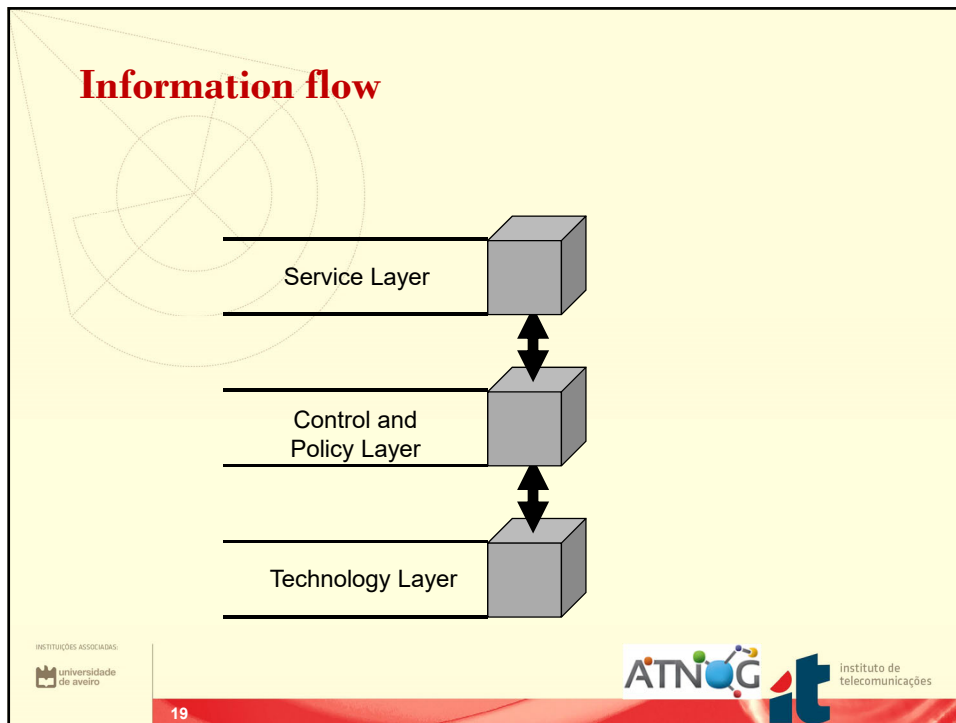 Information flow
Service Layer
Control and
Policy Layer
Technology Layer
INSTITUIÇÕES ASSOCIADAS:
universidade
de aveiro
ATNOG
it
instituto de
telecomunicações
19